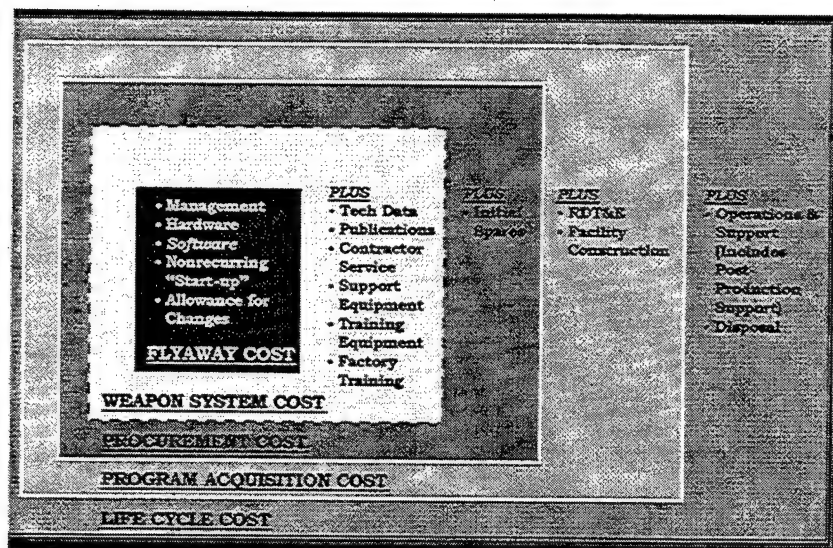 • Management
• Hardware
• Software
• Nonrecurring
"Start-up"
• Allowance for
Changes
FLYAWAY COST
PLUS
• Tech Data
• Publications
• Contractor
Service
• Support
Equipment
• Training
Equipment
• Factory
Training
WEAPON SYSTEM COST
PLUS
• Initial
Spares
PROCUREMENT COST
PLUS
• RDT&E
• Facility
Construction
PROGRAM ACQUISITION COST
PLUS
• Operations &
Support
[Includes
Post-
Production
Support]
• Disposal
LIFE CYCLE COST